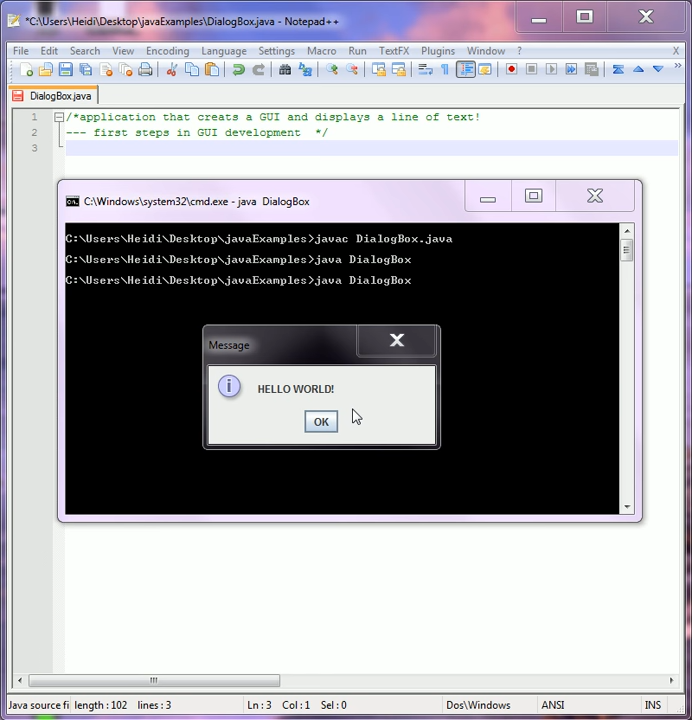 *C:\Users\Heidi\Desktop\javaExamples\DialogBox.java - Notepad++
File Edit Search View Encoding Language Settings Macro Run TextFX Plugins Window ? X
DialogBox.java
1 /*application that creats a GUI and displays a line of text!
2 --- first steps in GUI development */
3
C:\Windows\system32\cmd.exe - java DialogBox
C:\Users\Heidi\Desktop\javaExamples>javac DialogBox.java
C:\Users\Heidi\Desktop\javaExamples>java DialogBox
C:\Users\Heidi\Desktop\javaExamples>java DialogBox
Message
HELLO WORLD!
OK
Java source fi length : 102 lines : 3 Ln : 3 Col : 1 Sel : 0 Dos\Windows ANSI INS